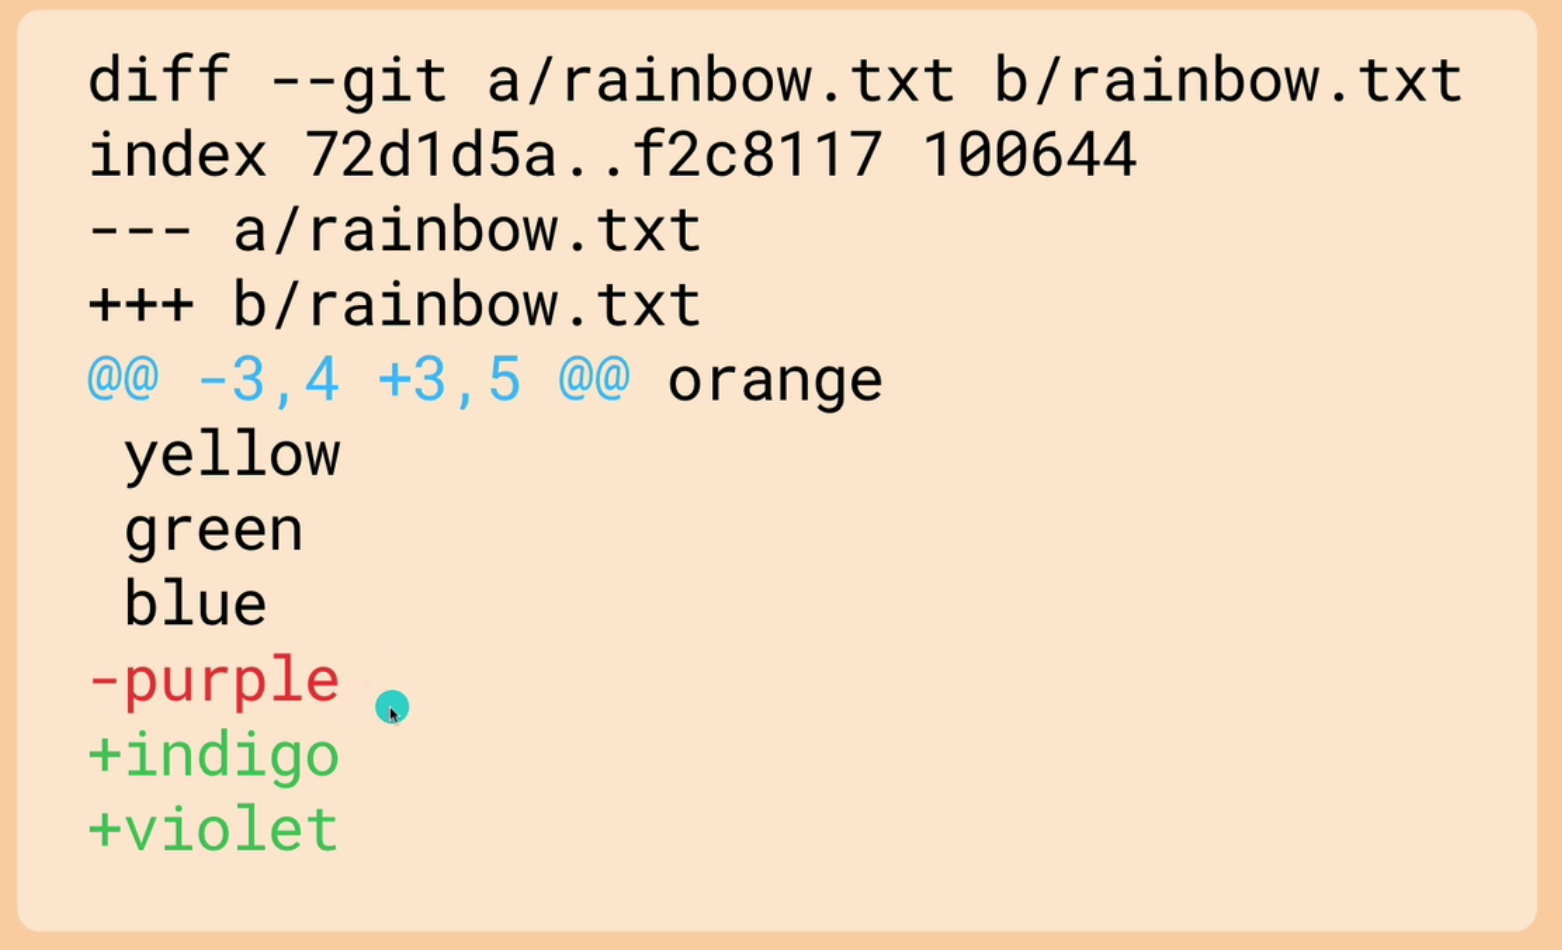 diff --git a/rainbow.txt b/rainbow.txt
index 72d1d5a..f2c8117 100644
--- a/rainbow.txt
+++ b/rainbow.txt
@@ -3,4 +3,5 @@ orange
 yellow
 green
 blue
-purple
+indigo
+violet